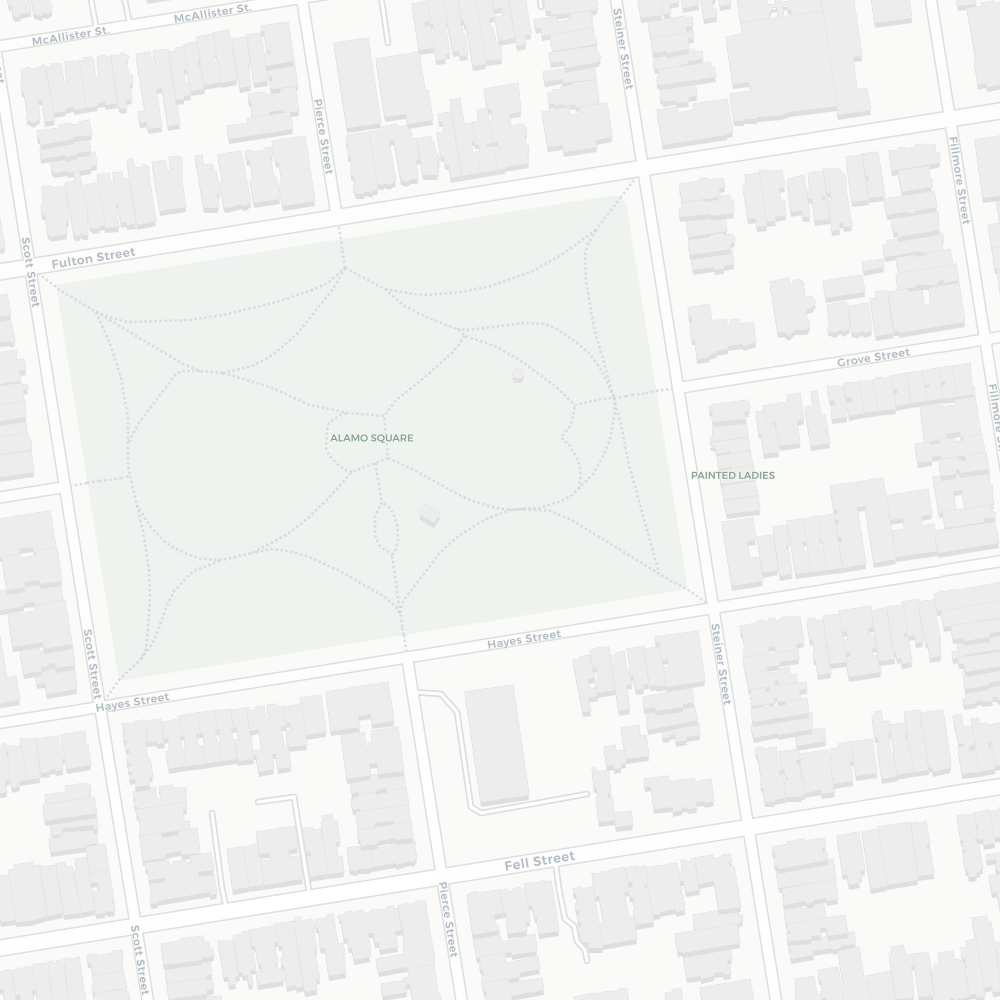 McAllister St.
McAllister St.
Steiner Street
Pierce Street
Fillmore Street
Scott Street
Fulton Street
Grove Street
Fillmore
ALAMO SQUARE
PAINTED LADIES
Scott Street
Hayes Street
Hayes Street
Steiner Street
Fell Street
Pierce Street
Scott Street